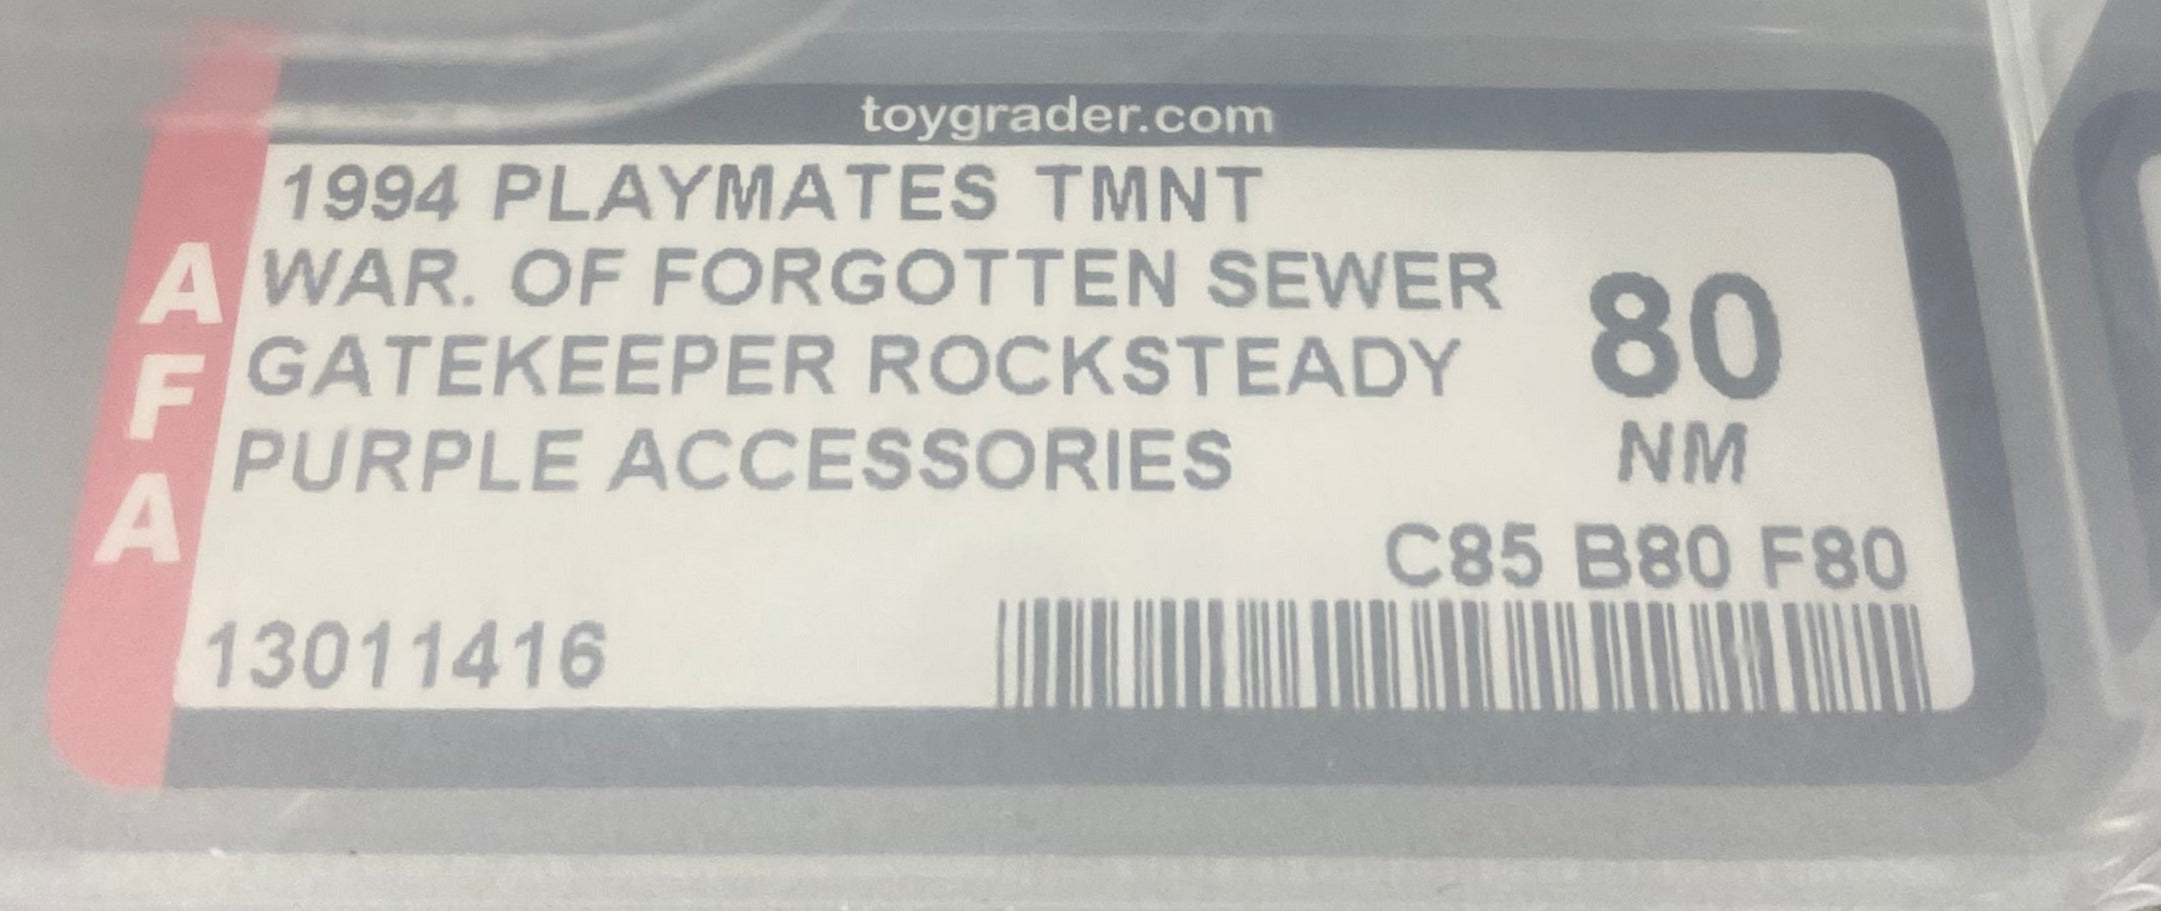 toygrader.com
AFA
1994 PLAYMATES TMNT
WAR. OF FORGOTTEN SEWER
GATEKEEPER ROCKSTEADY
PURPLE ACCESSORIES
80
NM
C85 B80 F80
13011416